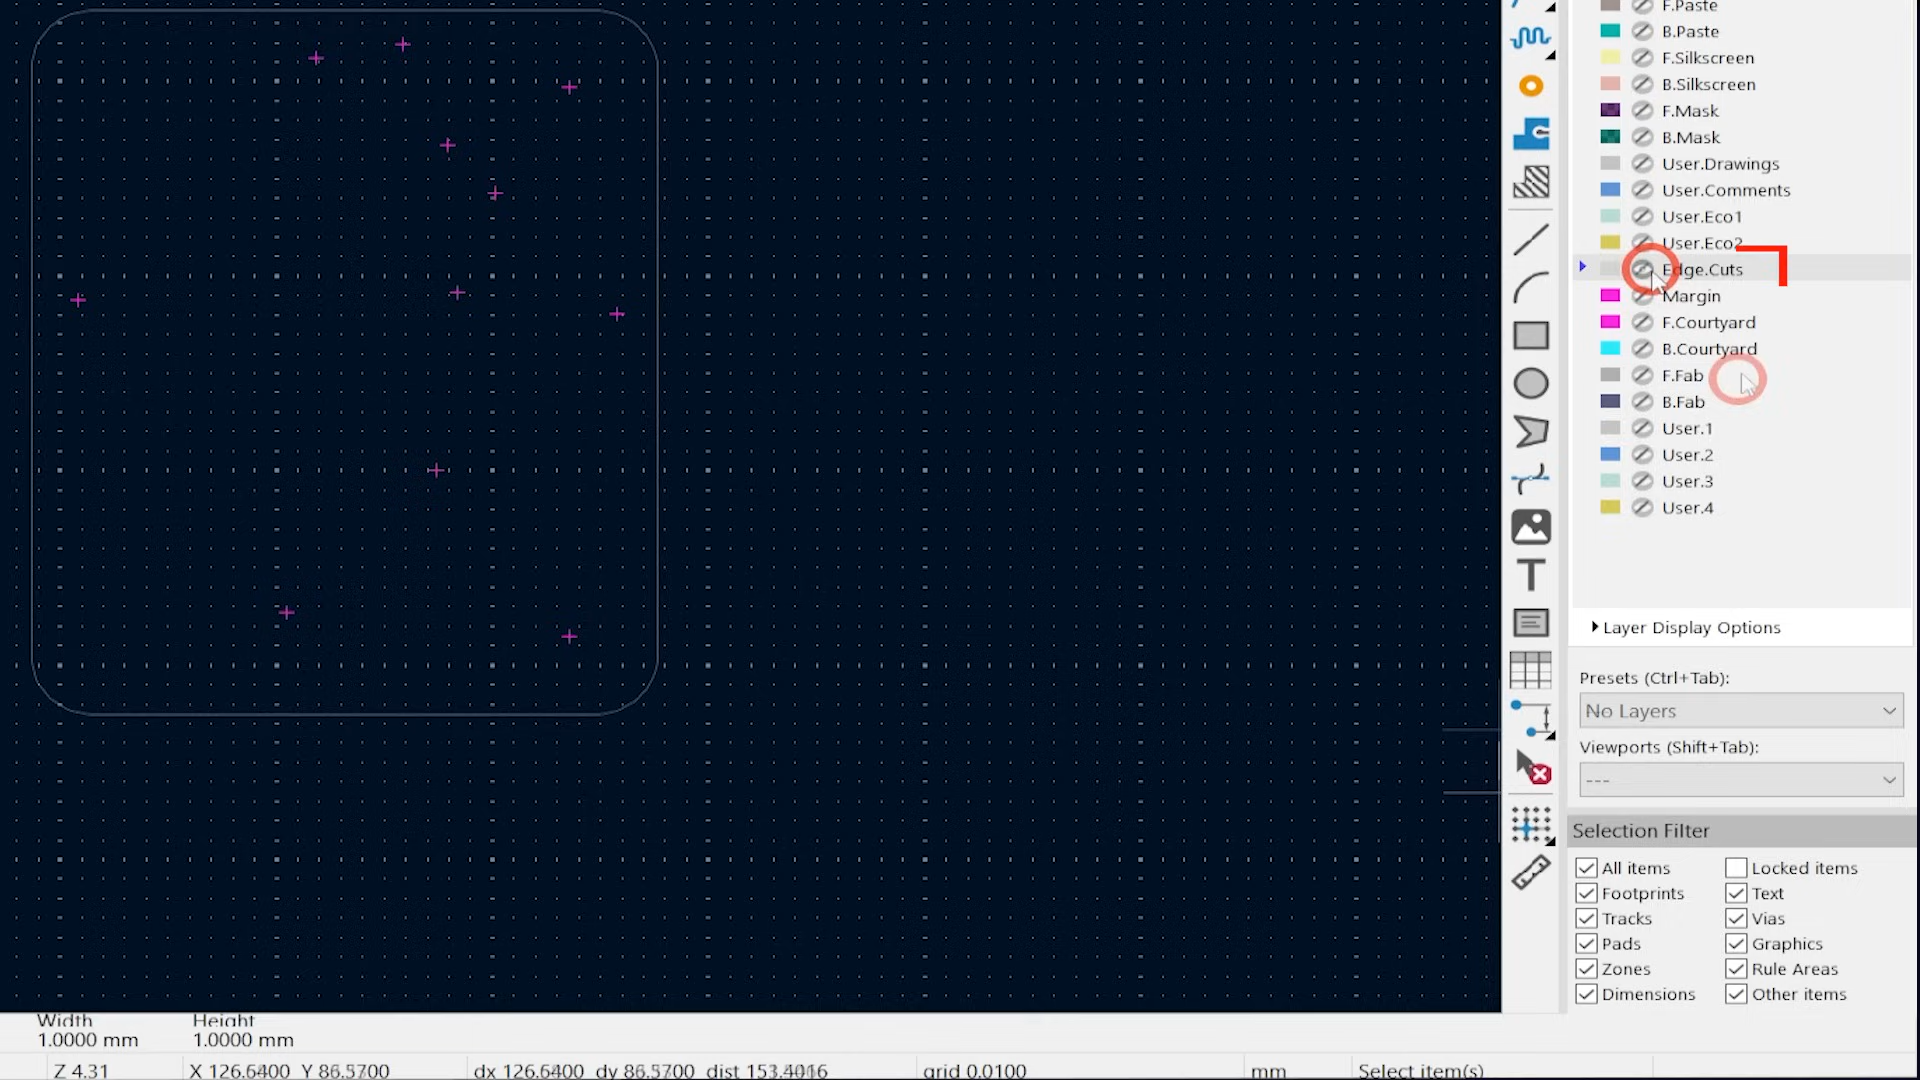 F.Paste
B.Paste
F.Silkscreen
B.Silkscreen
F.Mask
B.Mask
User.Drawings
User.Comments
User.Eco1
User.Eco2
Edge.Cuts
Margin
F.Courtyard
B.Courtyard
F.Fab
B.Fab
User.1
User.2
User.3
User.4
Layer Display Options
Presets (Ctrl+Tab):
No Layers
Viewports (Shift+Tab):
---
Selection Filter
All items Locked items
Footprints Text
Tracks Vias
Pads Graphics
Zones Rule Areas
Dimensions Other items
Width Height
1.0000 mm 1.0000 mm
Z 4.31 X 126.6400 Y 86.5700 dx 126.6400 dy 86.5700 dist 153.4016 grid 0.0100 mm Select item(s)